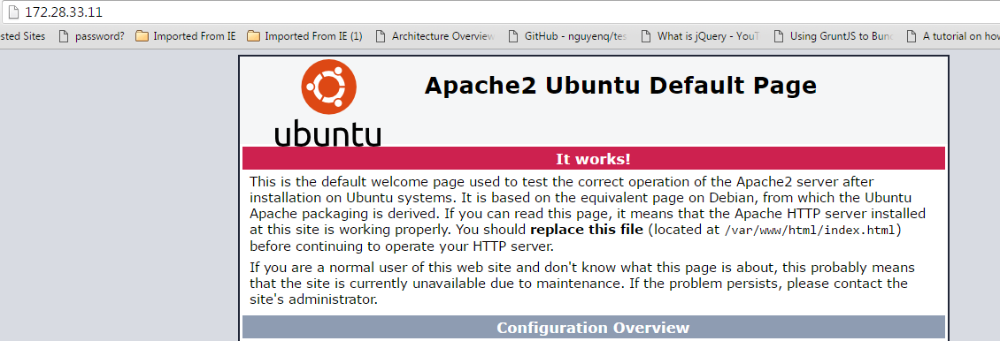 172.28.33.11
sted Sites password? Imported From IE Imported From IE (1) Architecture Overview GitHub - nguyenq/tes What is jQuery - YouT Using GruntJS to Bund A tutorial on how
Apache2 Ubuntu Default Page
ubuntu
It works!
This is the default welcome page used to test the correct operation of the Apache2 server after
installation on Ubuntu systems. It is based on the equivalent page on Debian, from which the Ubuntu
Apache packaging is derived. If you can read this page, it means that the Apache HTTP server installed
at this site is working properly. You should replace this file (located at /var/www/html/index.html)
before continuing to operate your HTTP server.
If you are a normal user of this web site and don't know what this page is about, this probably means
that the site is currently unavailable due to maintenance. If the problem persists, please contact the
site's administrator.
Configuration Overview